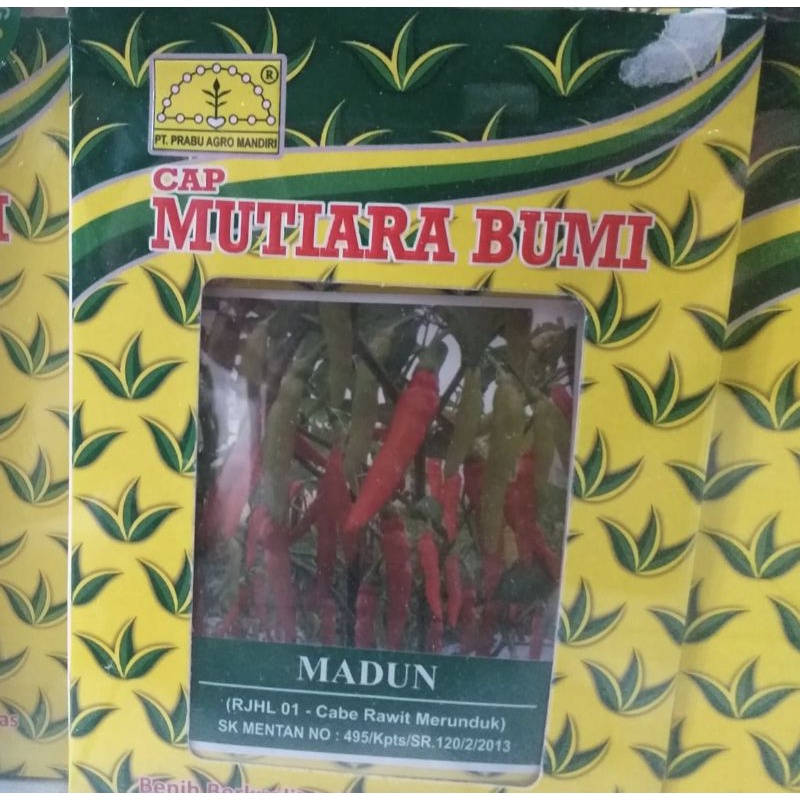 ®
PT. PRABU AGRO MANDIRI
CAP
MUTIARA BUMI
MADUN
(RJHL 01 - Cabe Rawit Merunduk)
SK MENTAN NO : 495/Kpts/SR.120/2/2013
Benih